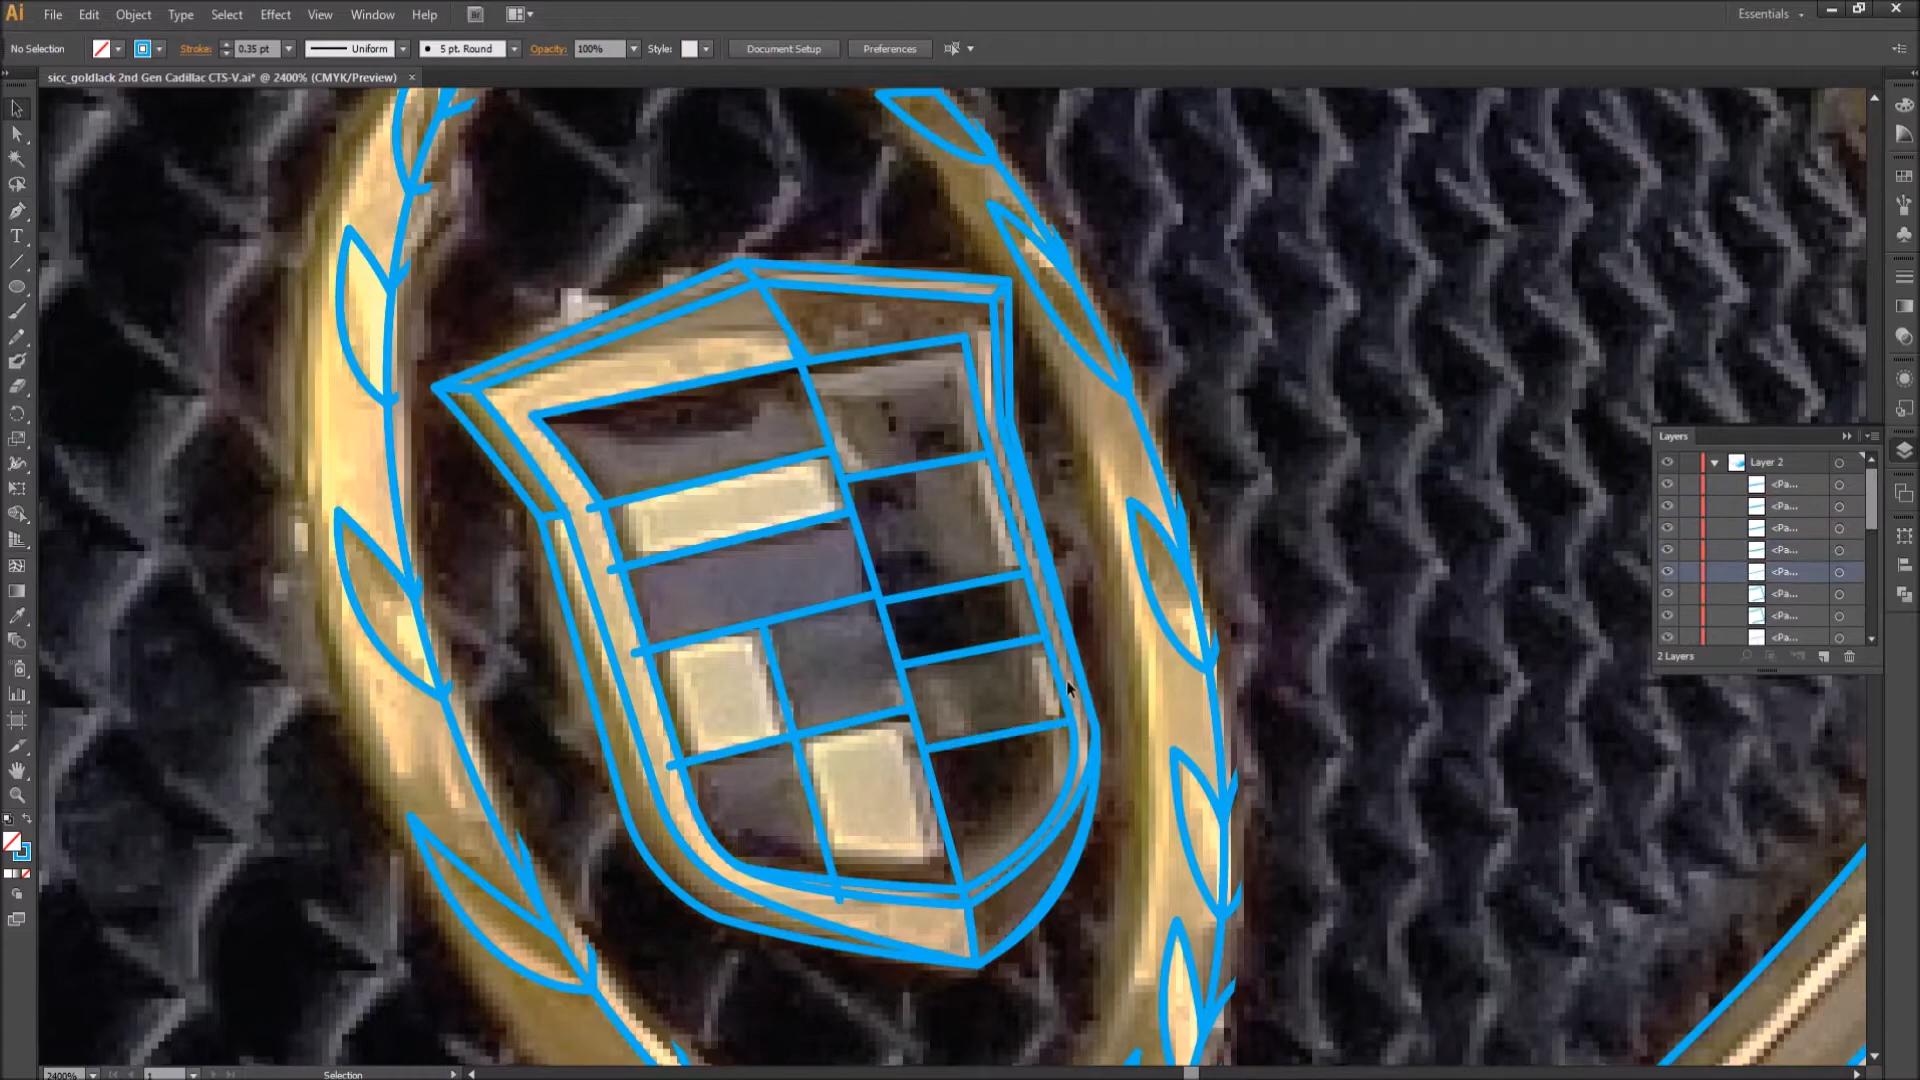 Ai File Edit Object Type Select Effect View Window Help Br Essentials
No Selection Stroke: 0.35 pt Uniform 5 pt. Round Opacity: 100% Style: Document Setup Preferences
sicc_goldlack 2nd Gen Cadillac CTS-V.ai* @ 2400% (CMYK/Preview) ×
T
Layers
Layer 2
<Pa...
<Pa...
<Pa...
<Pa...
<Pa...
<Pa...
<Pa...
<Pa...
2 Layers
2400% 1 Selection